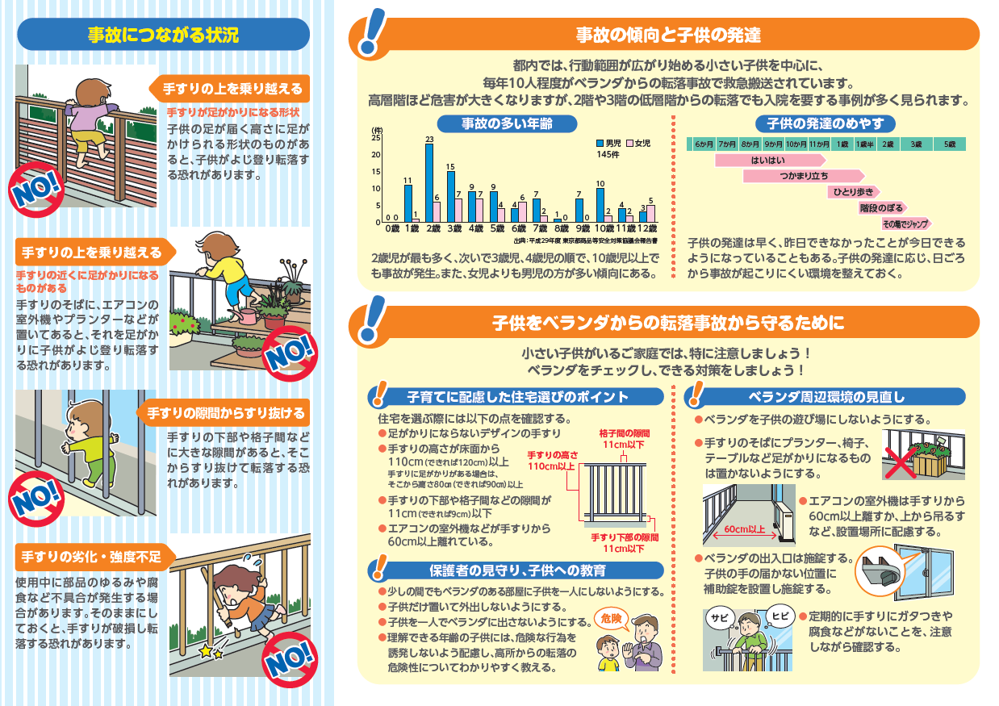 事故につながる状況
手すりの上を乗り越える
手すりが足がかりになる形状
子供の足が届く高さに足が
かけられる形状のものがあ
ると、子供がよじ登り転落す
る恐れがあります。
NO!
手すりの上を乗り越える
手すりの近くに足がかりになる
ものがある
手すりのそばに、エアコンの
室外機やプランターなどが
置いてあると、それを足がか
りに子供がよじ登り転落す
る恐れがあります。
NO!
手すりの隙間からすり抜ける
手すりの下部や格子間など
に大きな隙間があると、そこ
からすり抜けて転落する恐
れがあります。
NO!
手すりの劣化・強度不足
使用中に部品のゆるみや腐
食など不具合が発生する場
合があります。そのままにし
ておくと、手すりが破損し転
落する恐れがあります。
NO!
事故の傾向と子供の発達
都内では、行動範囲が広がり始める小さい子供を中心に、
毎年10人程度がベランダからの転落事故で救急搬送されています。
高層階ほど危害が大きくなりますが、2階や3階の低層階からの転落でも入院を要する事例が多く見られます。
事故の多い年齢
(件)
25
20
15
10
5
0
男児 女児
145件
0 0 11 1 23 6 15 7 9 7 9 4 4 6 7 2 1 0 7 0 10 2 4 2 3 5
0歳 1歳 2歳 3歳 4歳 5歳 6歳 7歳 8歳 9歳 10歳 11歳 12歳
出典：平成29年度 東京都商品等安全対策協議会報告書
2歳児が最も多く、次いで3歳児、4歳児の順で、10歳児以上で
も事故が発生。また、女児よりも男児の方が多い傾向にある。
子供の発達のめやす
6か月 7か月 8か月 9か月 10か月 11か月 1歳 1歳半 2歳 3歳 5歳
はいはい
つかまり立ち
ひとり歩き
階段のぼる
その場でジャンプ
子供の発達は早く、昨日できなかったことが今日できる
ようになっていることもある。子供の発達に応じ、日ごろ
から事故が起こりにくい環境を整えておく。
子供をベランダからの転落事故から守るために
小さい子供がいるご家庭では、特に注意しましょう！
ベランダをチェックし、できる対策をしましょう！
子育てに配慮した住宅選びのポイント
住宅を選ぶ際には以下の点を確認する。
●足がかりにならないデザインの手すり
●手すりの高さが床面から
110cm(できれば120cm)以上
手すりに足がかりがある場合は、
そこから高さ80㎝(できれば90㎝)以上
●手すりの下部や格子間などの隙間が
11cm(できれば9cm)以下
●エアコンの室外機などが手すりから
60cm以上離れている。
格子間の隙間
11cm以下
手すりの高さ
110cm以上
手すり下部の隙間
11cm以下
保護者の見守り、子供への教育
●少しの間でもベランダのある部屋に子供を一人にしないようにする。
●子供だけ置いて外出しないようにする。
●子供を一人でベランダに出さないようにする。
●理解できる年齢の子供には、危険な行為を
誘発しないよう配慮し、高所からの転落の
危険性についてわかりやすく教える。
危険
ベランダ周辺環境の見直し
●ベランダを子供の遊び場にしないようにする。
●手すりのそばにプランター、椅子、
テーブルなど足がかりになるもの
は置かないようにする。
60cm以上
●エアコンの室外機は手すりから
60cm以上離すか、上から吊るす
など、設置場所に配慮する。
●ベランダの出入口は施錠する。
子供の手の届かない位置に
補助錠を設置し施錠する。
サビ
ヒビ
●定期的に手すりにガタつきや
腐食などがないことを、注意
しながら確認する。